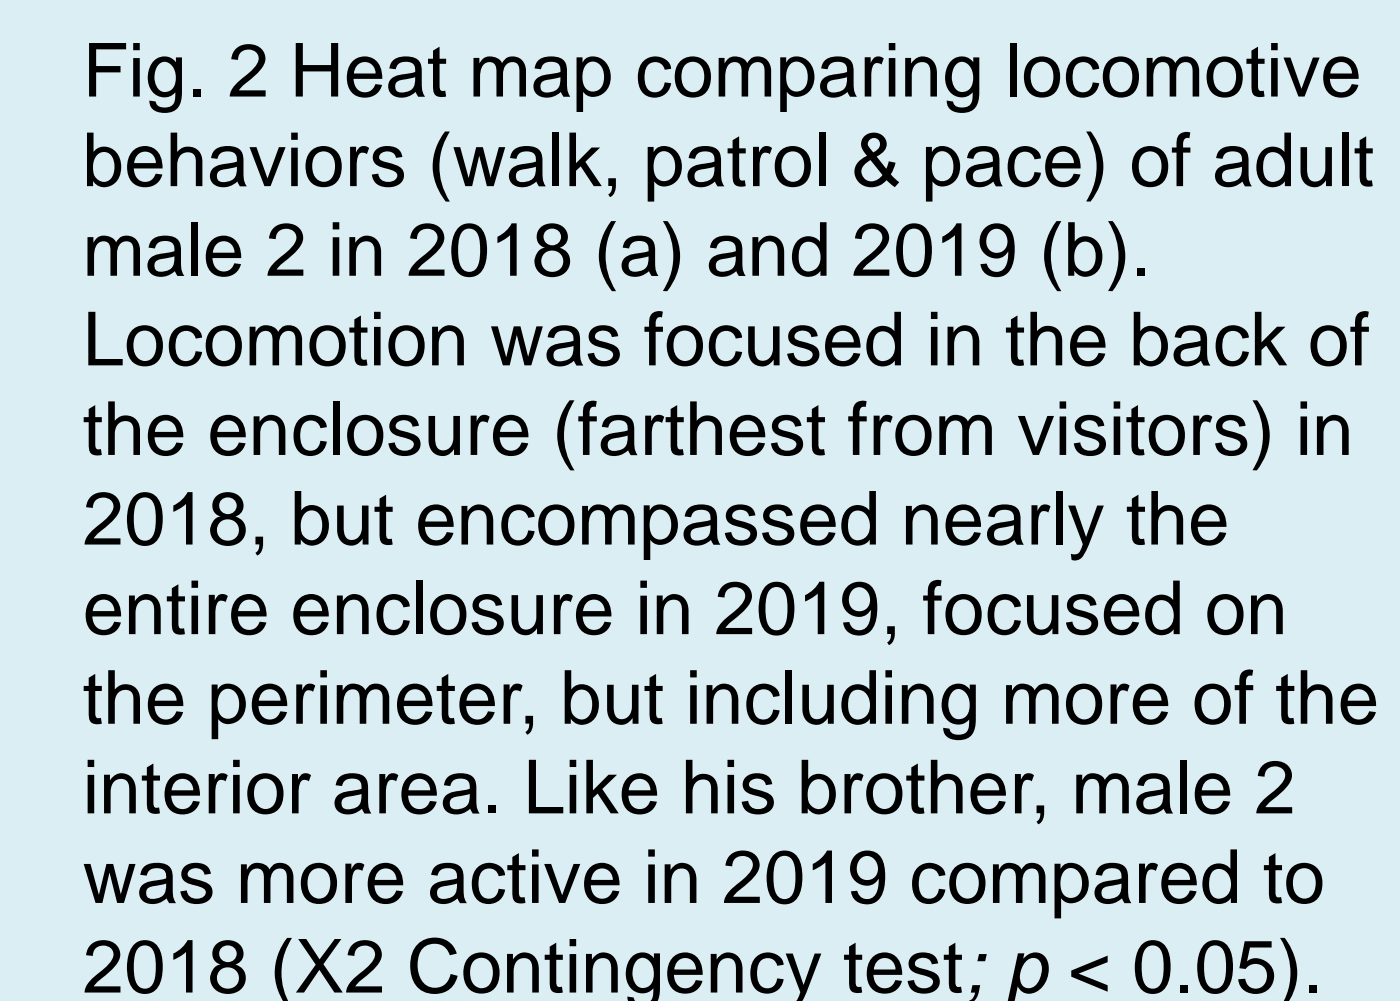 Fig. 2 Heat map comparing locomotive
behaviors (walk, patrol & pace) of adult
male 2 in 2018 (a) and 2019 (b).
Locomotion was focused in the back of
the enclosure (farthest from visitors) in
2018, but encompassed nearly the
entire enclosure in 2019, focused on
the perimeter, but including more of the
interior area. Like his brother, male 2
was more active in 2019 compared to
2018 (X2 Contingency test; p < 0.05).